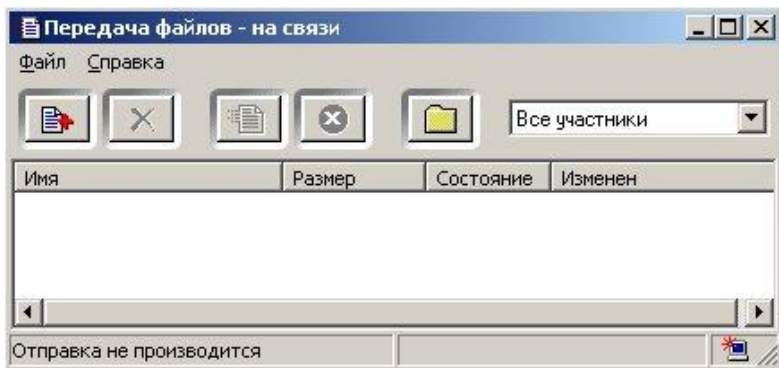 Передача файлов - на связи
Файл Справка
Все участники
Имя Размер Состояние Изменен
Отправка не производится